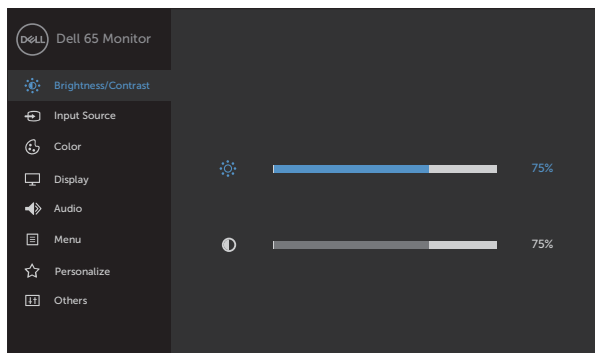 DELL Dell 65 Monitor
Brightness/Contrast
Input Source
Color
Display
75%
Audio
Menu
75%
Personalize
Others